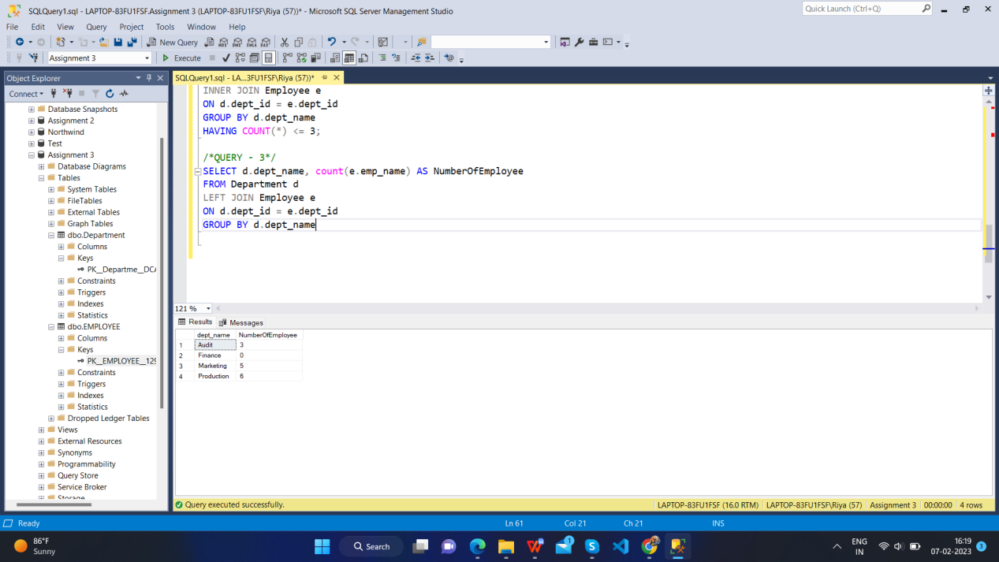 SQLQuery1.sql - LAPTOP-83FU1FSF.Assignment 3 (LAPTOP-83FU1FSF\Riya (57))* - Microsoft SQL Server Management Studio
Quick Launch (Ctrl+Q)
File Edit View Query Project Tools Window Help
New Query
Assignment 3
Execute
Object Explorer
SQLQuery1.sql - LA...3FU1FSF\Riya (57))*
Connect
Database Snapshots
Assignment 2
Northwind
Test
Assignment 3
Database Diagrams
Tables
System Tables
FileTables
External Tables
Graph Tables
dbo.Department
Columns
Keys
PK__Departme__DCA
Constraints
Triggers
Indexes
Statistics
dbo.EMPLOYEE
Columns
Keys
PK__EMPLOYEE__129
Constraints
Triggers
Indexes
Statistics
Dropped Ledger Tables
Views
External Resources
Synonyms
Programmability
Query Store
Service Broker
Storage
INNER JOIN Employee e
ON d.dept_id = e.dept_id
GROUP BY d.dept_name
HAVING COUNT(*) <= 3;
/*QUERY - 3*/
SELECT d.dept_name, count(e.emp_name) AS NumberOfEmployee
FROM Department d
LEFT JOIN Employee e
ON d.dept_id = e.dept_id
GROUP BY d.dept_name
121 %
Results Messages
dept_name NumberOfEmployee
1 Audit 3
2 Finance 0
3 Marketing 5
4 Production 6
Query executed successfully.
LAPTOP-83FU1FSF (16.0 RTM) LAPTOP-83FU1FSF\Riya (57) Assignment 3 00:00:00 4 rows
Ready
Ln 61 Col 21 Ch 21 INS
86°F
Sunny
Search
1
ENG
IN
16:19
07-02-2023
3